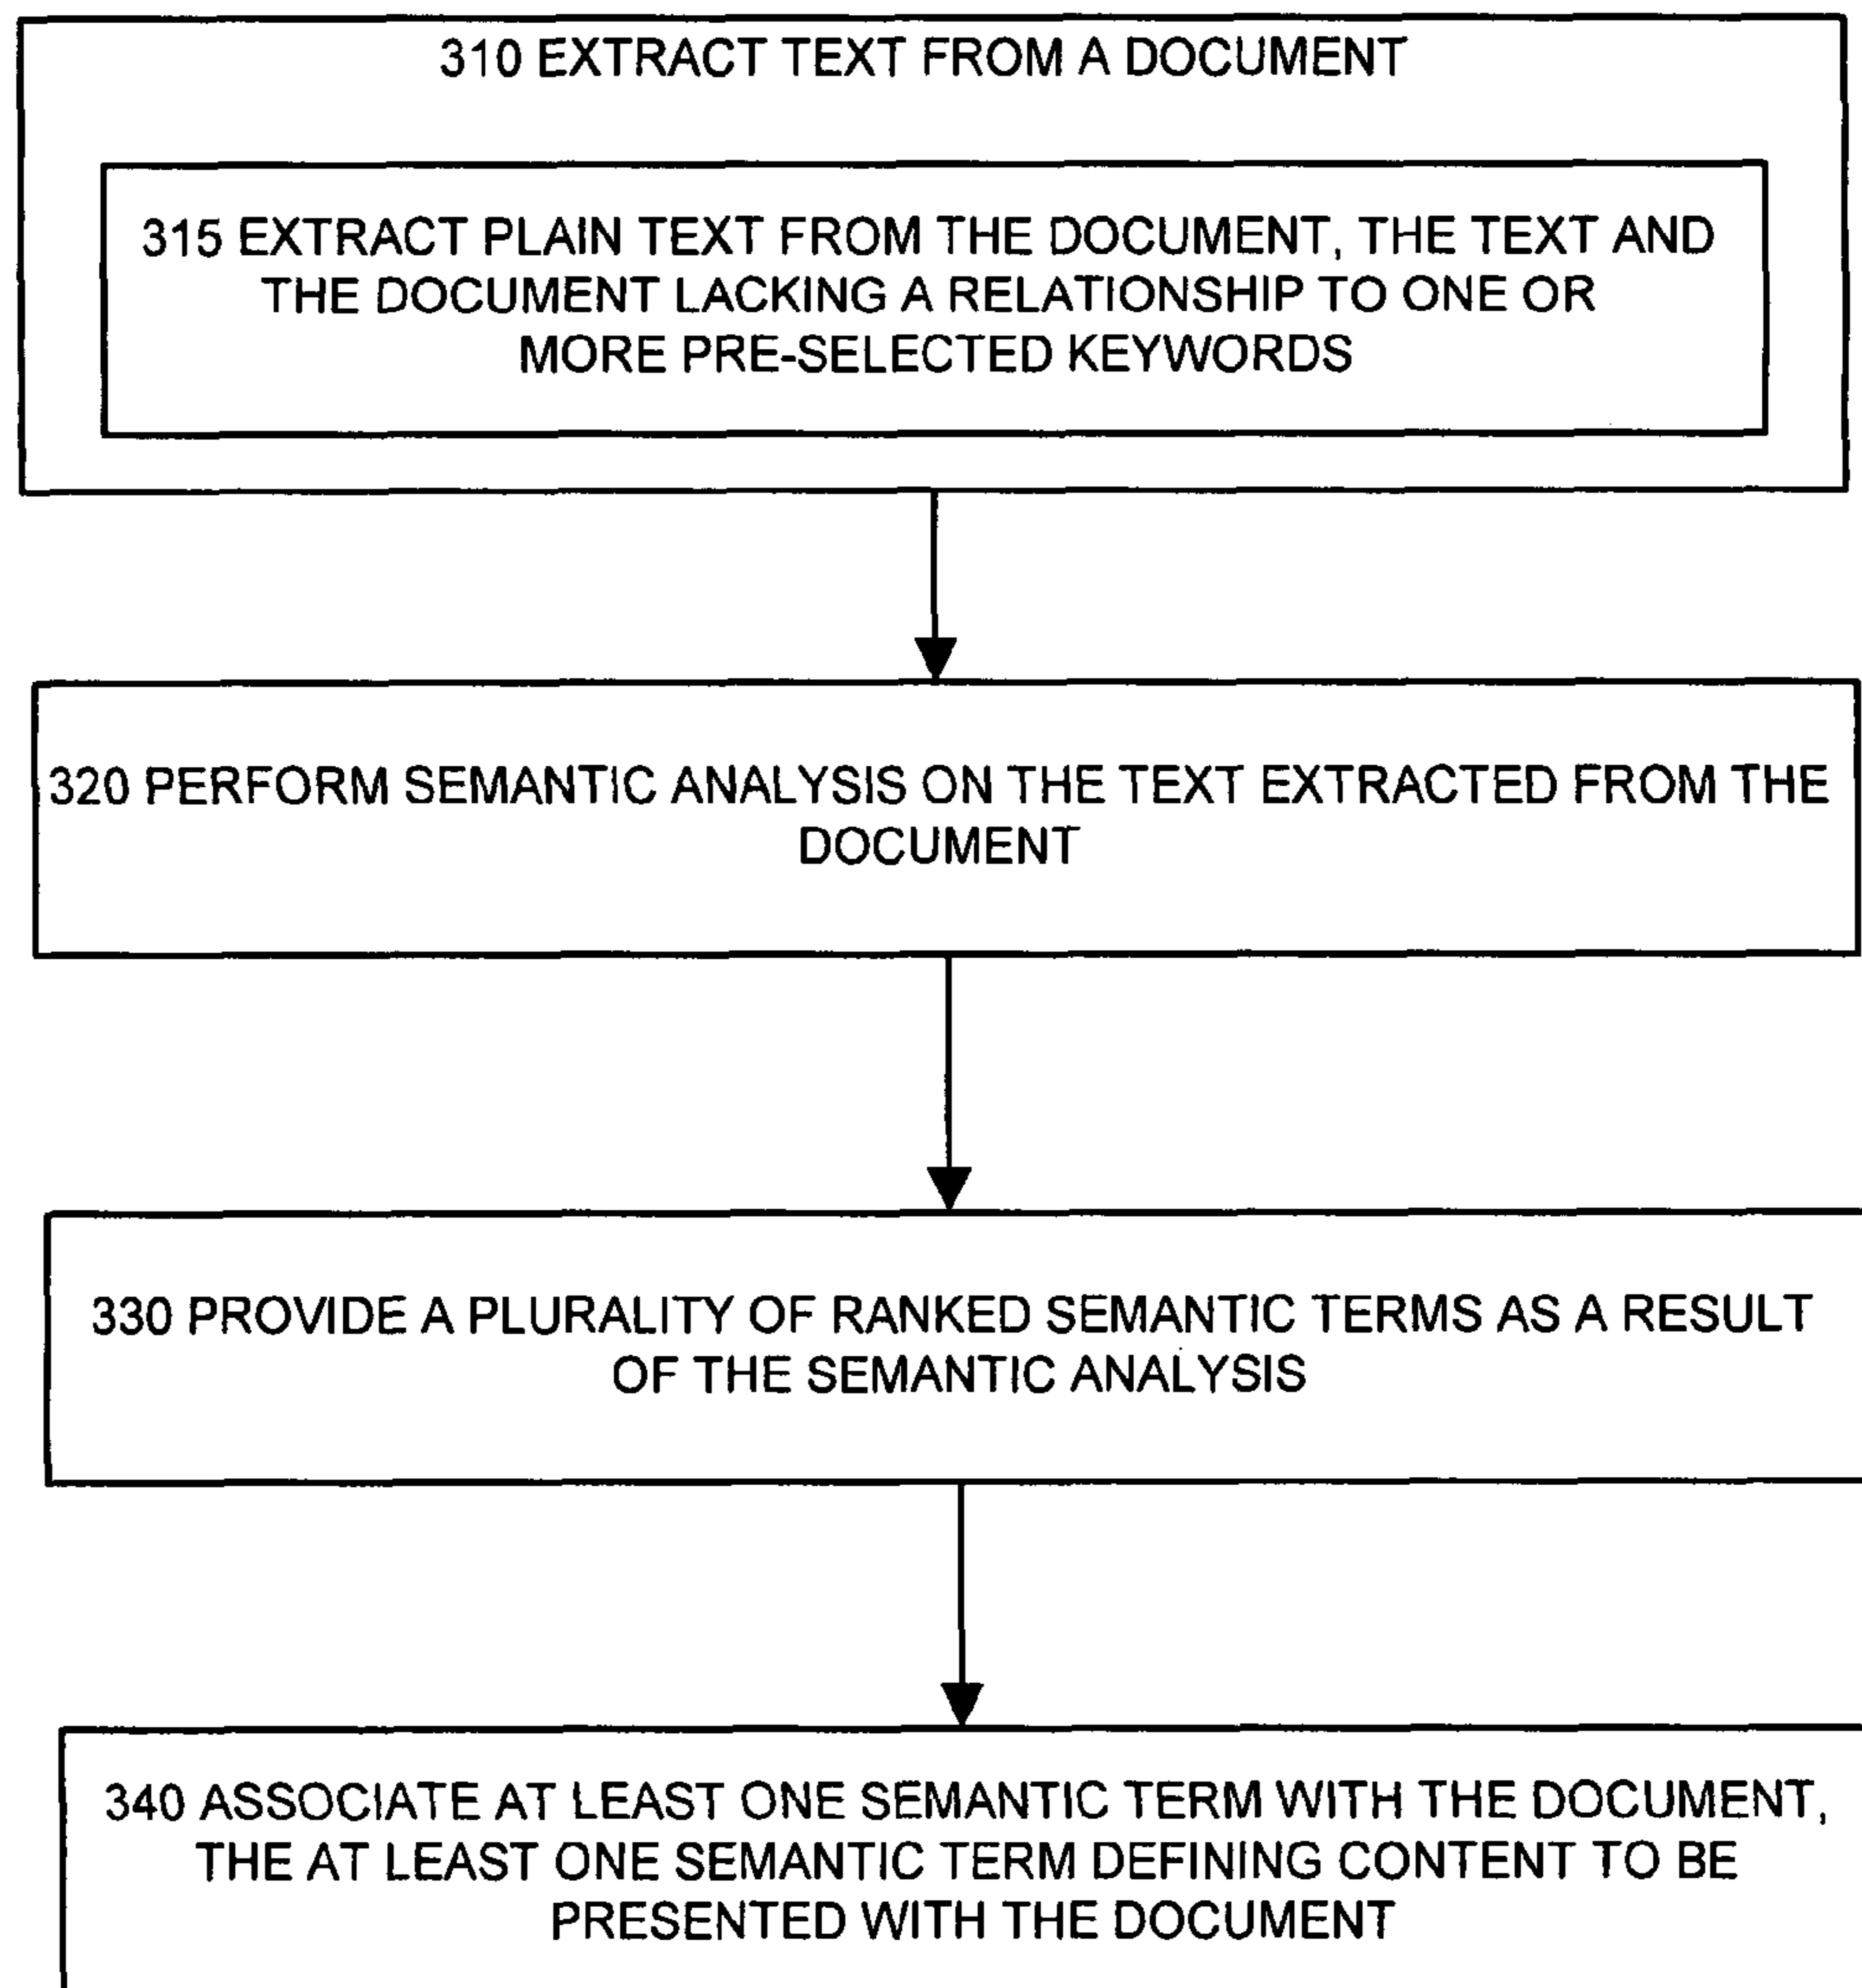 310 EXTRACT TEXT FROM A DOCUMENT
315 EXTRACT PLAIN TEXT FROM THE DOCUMENT, THE TEXT AND
THE DOCUMENT LACKING A RELATIONSHIP TO ONE OR
MORE PRE-SELECTED KEYWORDS
320 PERFORM SEMANTIC ANALYSIS ON THE TEXT EXTRACTED FROM THE
DOCUMENT
330 PROVIDE A PLURALITY OF RANKED SEMANTIC TERMS AS A RESULT
OF THE SEMANTIC ANALYSIS
340 ASSOCIATE AT LEAST ONE SEMANTIC TERM WITH THE DOCUMENT,
THE AT LEAST ONE SEMANTIC TERM DEFINING CONTENT TO BE
PRESENTED WITH THE DOCUMENT